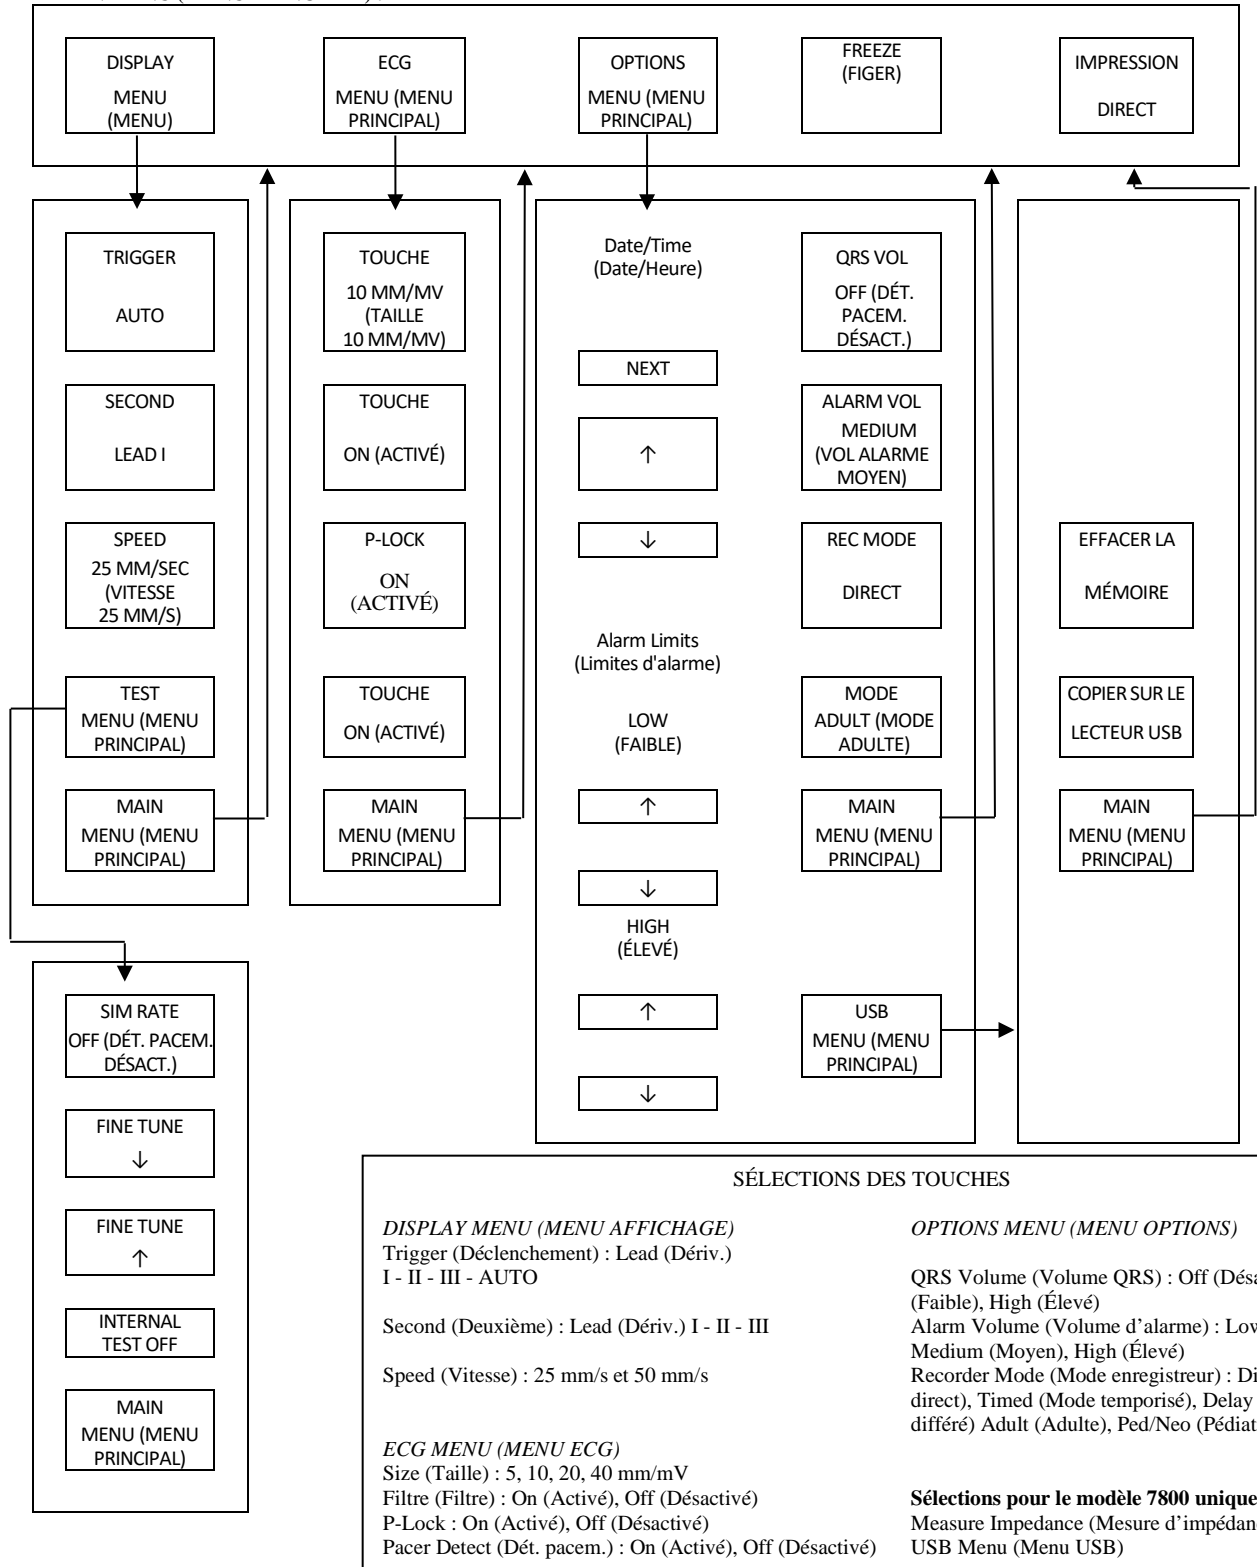 DISPLAY
MENU
(MENU)
ECG
MENU (MENU
PRINCIPAL)
OPTIONS
MENU (MENU
PRINCIPAL)
FREEZE
(FIGER)
IMPRESSION
DIRECT
TRIGGER
AUTO
SECOND
LEAD I
SPEED
25 MM/SEC
(VITESSE
25 MM/S)
TEST
MENU (MENU
PRINCIPAL)
MAIN
MENU (MENU
PRINCIPAL)
TOUCHE
10 MM/MV
(TAILLE
10 MM/MV)
TOUCHE
ON (ACTIVÉ)
P-LOCK
ON
(ACTIVÉ)
TOUCHE
ON (ACTIVÉ)
MAIN
MENU (MENU
PRINCIPAL)
Date/Time
(Date/Heure)
NEXT
↑
↓
Alarm Limits
(Limites d'alarme)
LOW
(FAIBLE)
↑
↓
HIGH
(ÉLEVÉ)
↑
↓
QRS VOL
OFF (DÉT.
PACEM.
DÉSACT.)
ALARM VOL
MEDIUM
(VOL ALARME
MOYEN)
REC MODE
DIRECT
MODE
ADULT (MODE
ADULTE)
MAIN
MENU (MENU
PRINCIPAL)
USB
MENU (MENU
PRINCIPAL)
EFFACER LA
MÉMOIRE
COPIER SUR LE
LECTEUR USB
MAIN
MENU (MENU
PRINCIPAL)
SIM RATE
OFF (DÉT. PACEM.
DÉSACT.)
FINE TUNE
↓
FINE TUNE
↑
INTERNAL
TEST OFF
MAIN
MENU (MENU
PRINCIPAL)
SÉLECTIONS DES TOUCHES
DISPLAY MENU (MENU AFFICHAGE)
Trigger (Déclenchement) : Lead (Dériv.)
I - II - III - AUTO
Second (Deuxième) : Lead (Dériv.) I - II - III
Speed (Vitesse) : 25 mm/s et 50 mm/s
ECG MENU (MENU ECG)
Size (Taille) : 5, 10, 20, 40 mm/mV
Filtre (Filtre) : On (Activé), Off (Désactivé)
P-Lock : On (Activé), Off (Désactivé)
Pacer Detect (Dét. pacem.) : On (Activé), Off (Désactivé)
OPTIONS MENU (MENU OPTIONS)
QRS Volume (Volume QRS) : Off
(Faible), High (Élevé)
Alarm Volume (Volume d’alarme) :
Medium (Moyen), High (Élevé)
Recorder Mode (Mode enregistreur) :
direct), Timed (Mode temporisé), Delay
différé) Adult (Adulte), Ped/Neo
Sélections pour le modèle 7800
Measure Impedance (Mesure
USB Menu (Menu USB)